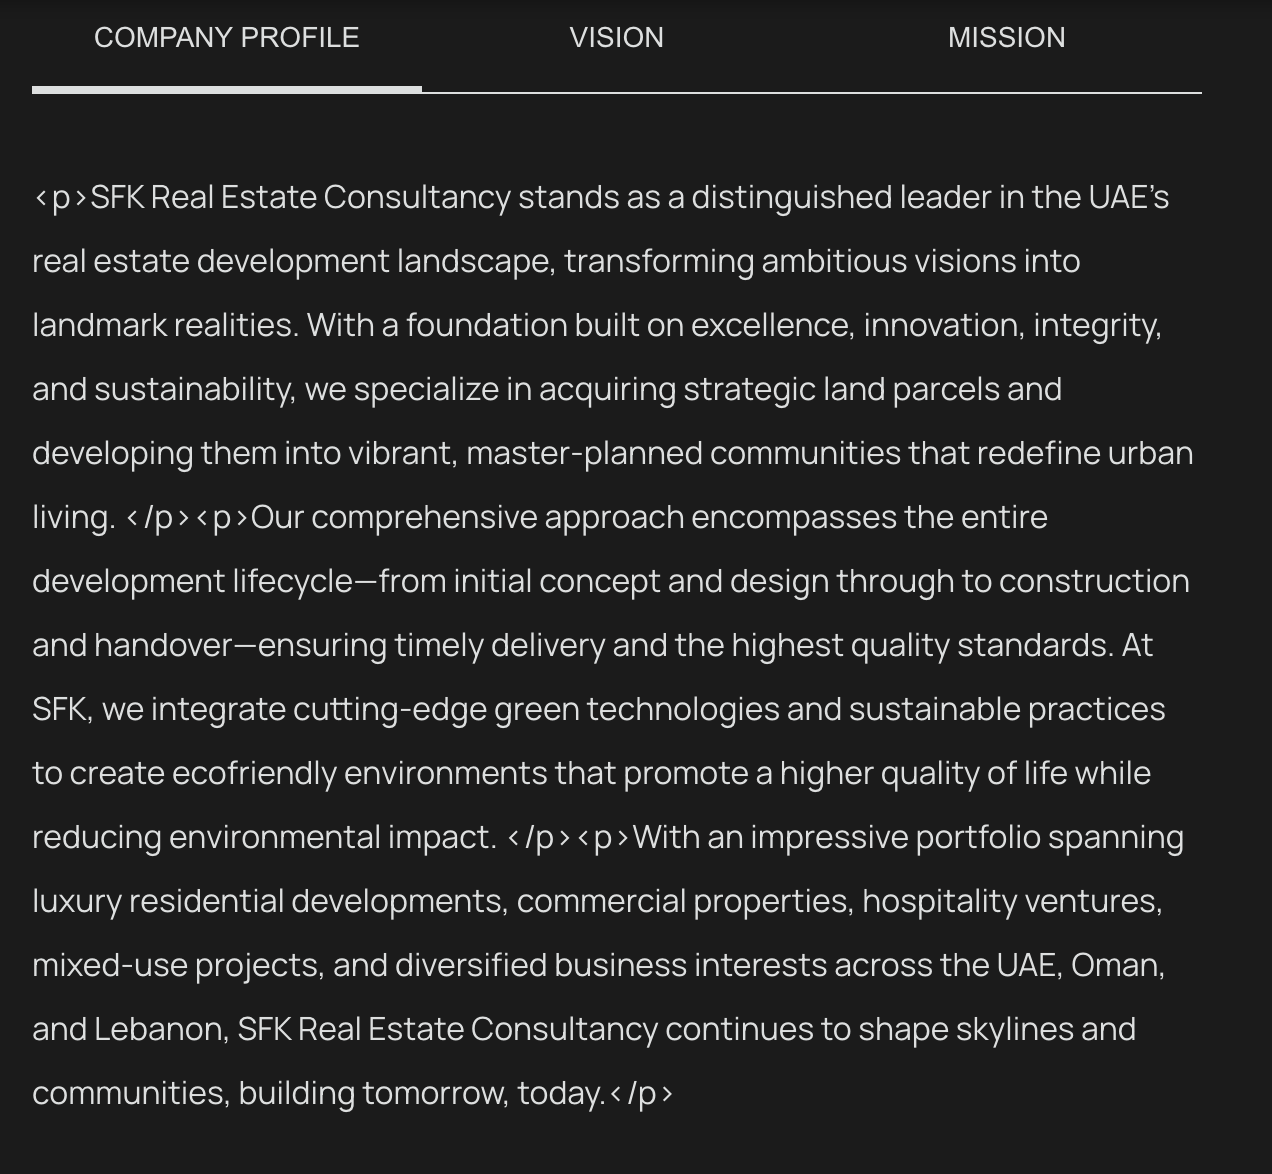 COMPANY PROFILE VISION MISSION
<p>SFK Real Estate Consultancy stands as a distinguished leader in the UAE’s
real estate development landscape, transforming ambitious visions into
landmark realities. With a foundation built on excellence, innovation, integrity,
and sustainability, we specialize in acquiring strategic land parcels and
developing them into vibrant, master-planned communities that redefine urban
living. </p><p>Our comprehensive approach encompasses the entire
development lifecycle—from initial concept and design through to construction
and handover—ensuring timely delivery and the highest quality standards. At
SFK, we integrate cutting-edge green technologies and sustainable practices
to create ecofriendly environments that promote a higher quality of life while
reducing environmental impact. </p><p>With an impressive portfolio spanning
luxury residential developments, commercial properties, hospitality ventures,
mixed-use projects, and diversified business interests across the UAE, Oman,
and Lebanon, SFK Real Estate Consultancy continues to shape skylines and
communities, building tomorrow, today.</p>